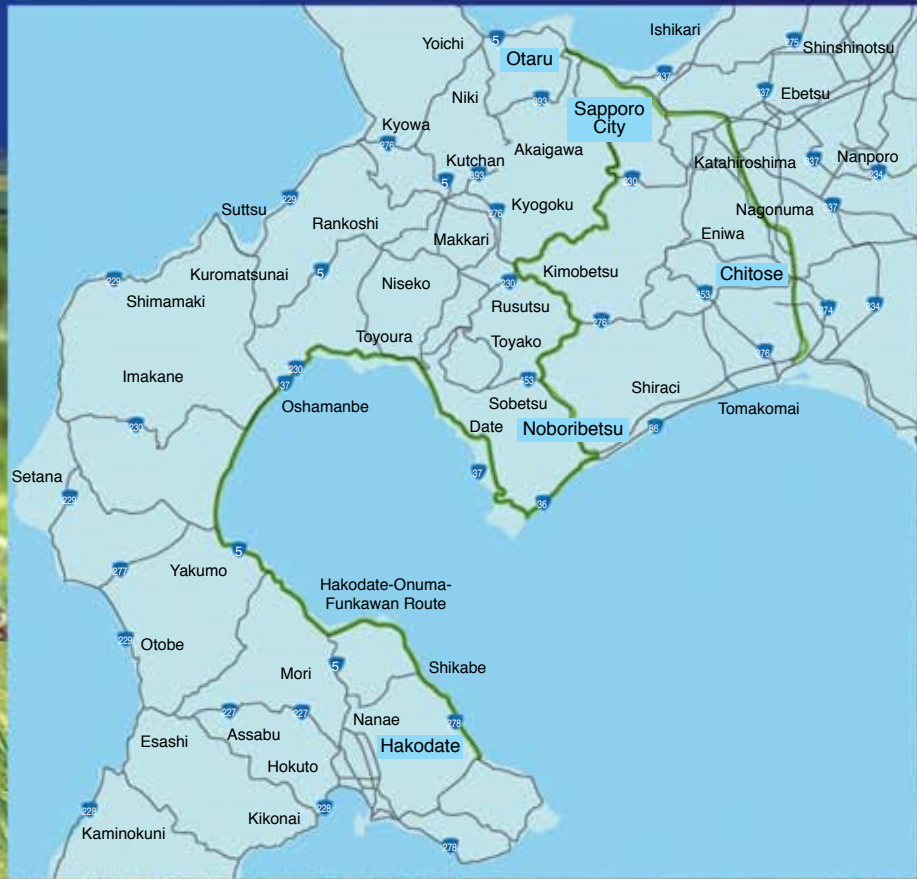 Ishikari
Yoichi
5
275
Shinshinotsu
Otaru
337
Niki
393
337
Ebetsu
Sapporo
City
Kyowa
276
Akaigawa
Kutchan
393
Katahiroshima
337
Nanporo
234
5
230
229
Suttsu
Kyogoku
276
Nagonuma
337
Rankoshi
Makkari
Eniwa
Kuromatsunai
5
Kimobetsu
Chitose
229
Niseko
230
453
Shimamaki
Rusutsu
274
234
276
Toyoura
Toyako
276
230
Imakane
37
453
Shiraci
Oshamanbe
Sobetsu
Tomakomai
230
Date
Noboribetsu
86
Setana
37
229
36
5
277
Yakumo
Hakodate-Onuma-
Funkawan Route
229
Otobe
5
Shikabe
Mori
227
227
278
Nanae
Assabu
Esashi
Hakodate
Hokuto
228
228
Kikonai
Kaminokuni
278